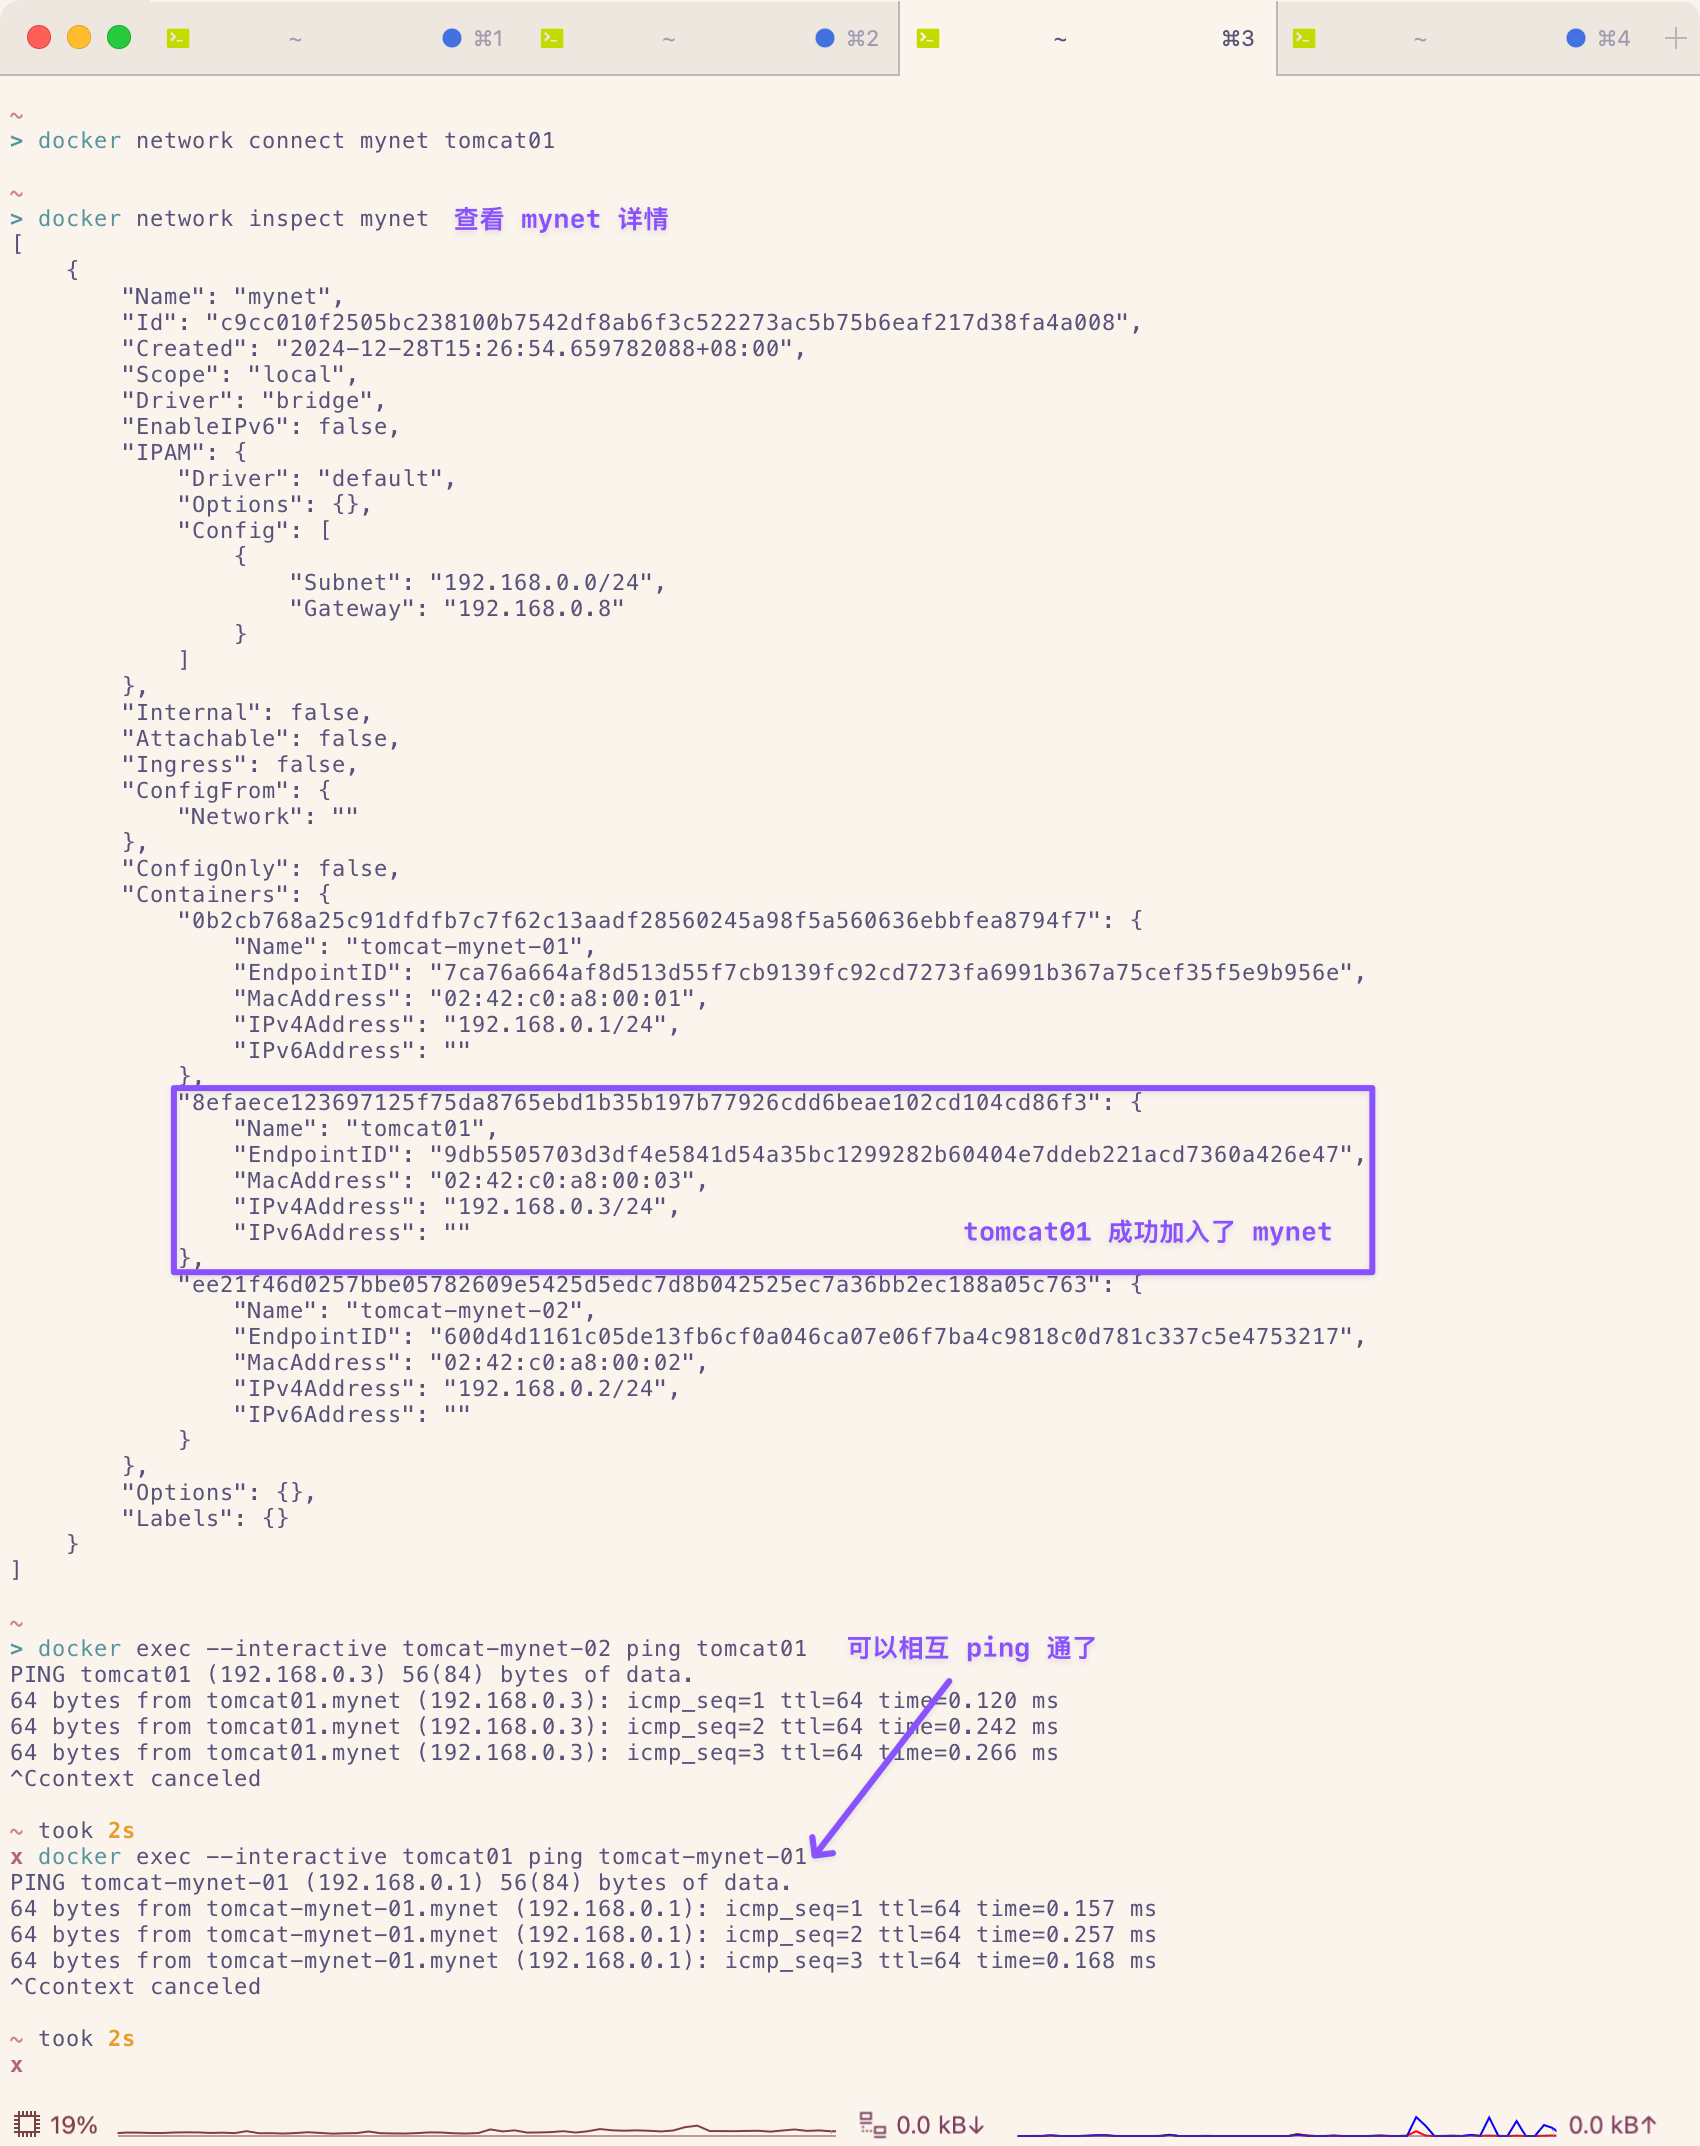 ~ ⌘1 ~ ⌘2 ~ ⌘3 ~ ⌘4
~
> docker network connect mynet tomcat01
~
> docker network inspect mynet 查看 mynet 详情
[
    {
        "Name": "mynet",
        "Id": "c9cc010f2505bc238100b7542df8ab6f3c522273ac5b75b6eaf217d38fa4a008",
        "Created": "2024-12-28T15:26:54.659782088+08:00",
        "Scope": "local",
        "Driver": "bridge",
        "EnableIPv6": false,
        "IPAM": {
            "Driver": "default",
            "Options": {},
            "Config": [
                {
                    "Subnet": "192.168.0.0/24",
                    "Gateway": "192.168.0.8"
                }
            ]
        },
        "Internal": false,
        "Attachable": false,
        "Ingress": false,
        "ConfigFrom": {
            "Network": ""
        },
        "ConfigOnly": false,
        "Containers": {
            "0b2cb768a25c91dfdfb7c7f62c13aadf28560245a98f5a560636ebbfea8794f7": {
                "Name": "tomcat-mynet-01",
                "EndpointID": "7ca76a664af8d513d55f7cb9139fc92cd7273fa6991b367a75cef35f5e9b956e",
                "MacAddress": "02:42:c0:a8:00:01",
                "IPv4Address": "192.168.0.1/24",
                "IPv6Address": ""
            },
            "8efaece123697125f75da8765ebd1b35b197b77926cdd6beae102cd104cd86f3": {
                "Name": "tomcat01",
                "EndpointID": "9db5505703d3df4e5841d54a35bc1299282b60404e7ddeb221acd7360a426e47",
                "MacAddress": "02:42:c0:a8:00:03",
                "IPv4Address": "192.168.0.3/24",
                "IPv6Address": "" tomcat01 成功加入了 mynet
            },
            "ee21f46d0257bbe05782609e5425d5edc7d8b042525ec7a36bb2ec188a05c763": {
                "Name": "tomcat-mynet-02",
                "EndpointID": "600d4d1161c05de13fb6cf0a046ca07e06f7ba4c9818c0d781c337c5e4753217",
                "MacAddress": "02:42:c0:a8:00:02",
                "IPv4Address": "192.168.0.2/24",
                "IPv6Address": ""
            }
        },
        "Options": {},
        "Labels": {}
    }
]
~
> docker exec --interactive tomcat-mynet-02 ping tomcat01 可以相互 ping 通了
PING tomcat01 (192.168.0.3) 56(84) bytes of data.
64 bytes from tomcat01.mynet (192.168.0.3): icmp_seq=1 ttl=64 time=0.120 ms
64 bytes from tomcat01.mynet (192.168.0.3): icmp_seq=2 ttl=64 time=0.242 ms
64 bytes from tomcat01.mynet (192.168.0.3): icmp_seq=3 ttl=64 time=0.266 ms
^Ccontext canceled
~ took 2s
x docker exec --interactive tomcat01 ping tomcat-mynet-01
PING tomcat-mynet-01 (192.168.0.1) 56(84) bytes of data.
64 bytes from tomcat-mynet-01.mynet (192.168.0.1): icmp_seq=1 ttl=64 time=0.157 ms
64 bytes from tomcat-mynet-01.mynet (192.168.0.1): icmp_seq=2 ttl=64 time=0.257 ms
64 bytes from tomcat-mynet-01.mynet (192.168.0.1): icmp_seq=3 ttl=64 time=0.168 ms
^Ccontext canceled
~ took 2s
x
19% 0.0 kB↓ 0.0 kB↑